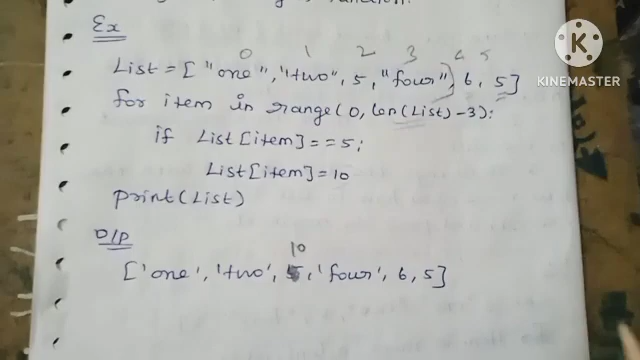 Ex
0 1 2 3 4 5
List = ["one", "two", 5, "four", 6, 5]
for item in range(0, len(List)-3):
if List[item]==5:
List[item]=10
print(List)
O/P
10
['one', 'two', 5, 'four', 6, 5]
K
KINEMASTER